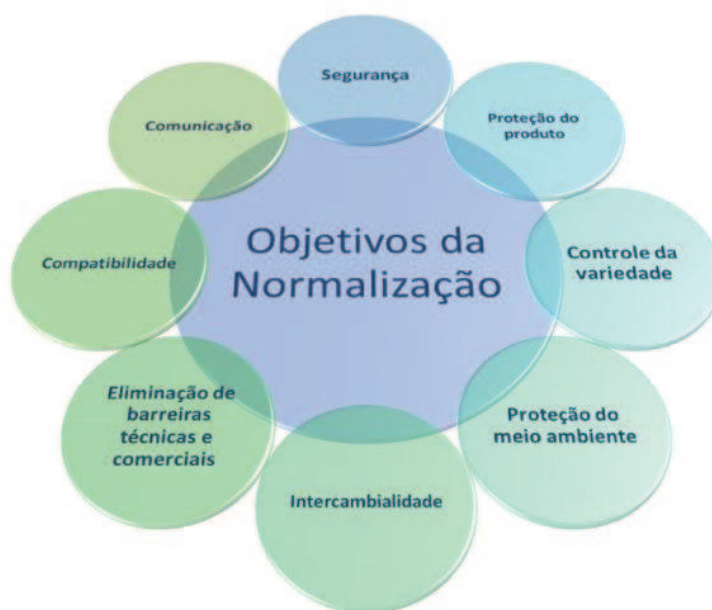 Objetivos da
Normalização
Segurança
Proteção do
produto
Controle da
variedade
Proteção do
meio ambiente
Intercambialidade
Eliminação de
barreiras
técnicas e
comerciais
Compatibilidade
Comunicação